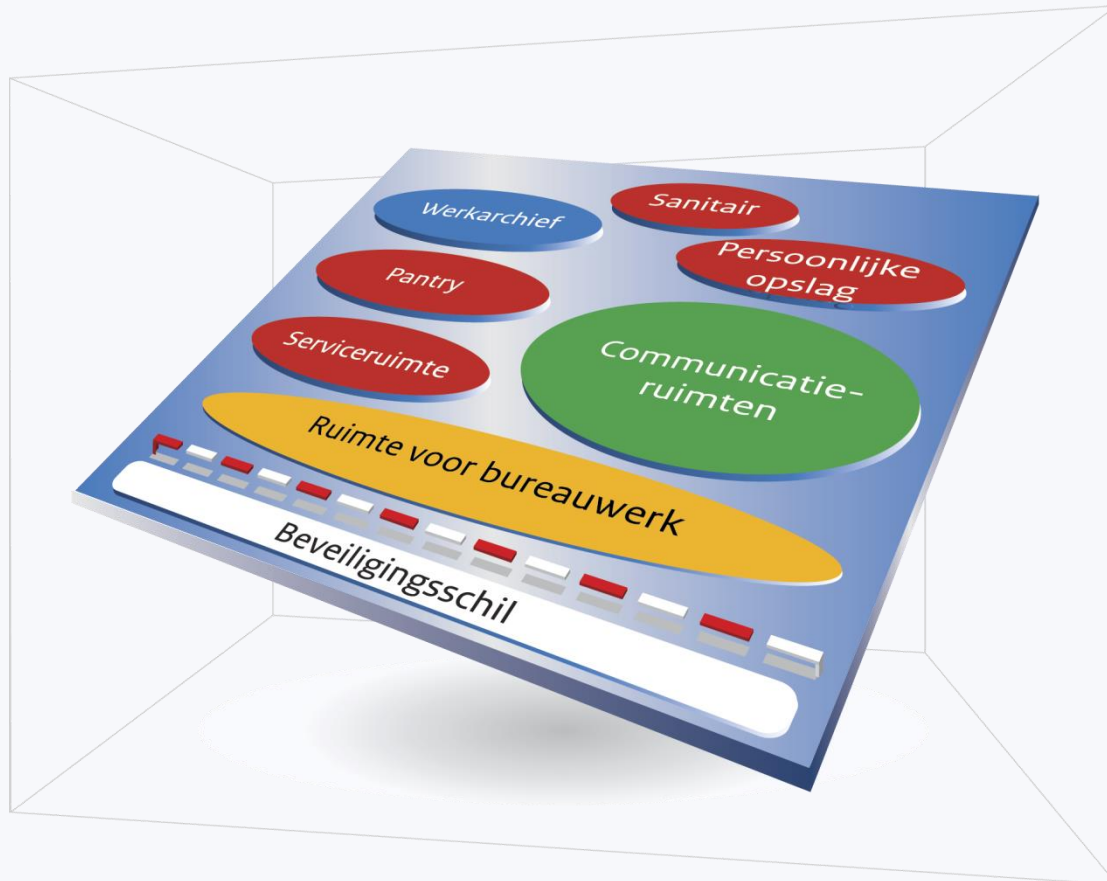 Werkarchief
Sanitair
Persoonlijke
opslag
Pantry
Communicatie-
ruimten
Serviceruimte
Ruimte voor bureauwerk
Beveiligingsschil